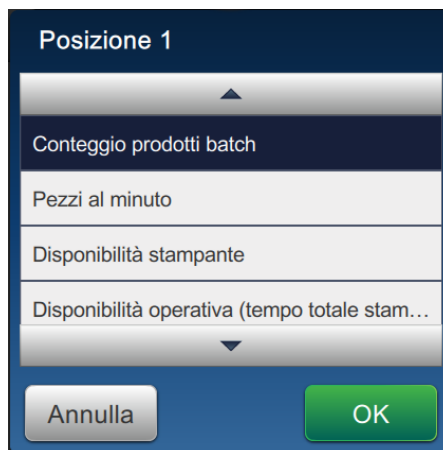 Posizione 1
Conteggio prodotti batch
Pezzi al minuto
Disponibilità stampante
Disponibilità operativa (tempo totale stam...
Annulla
OK